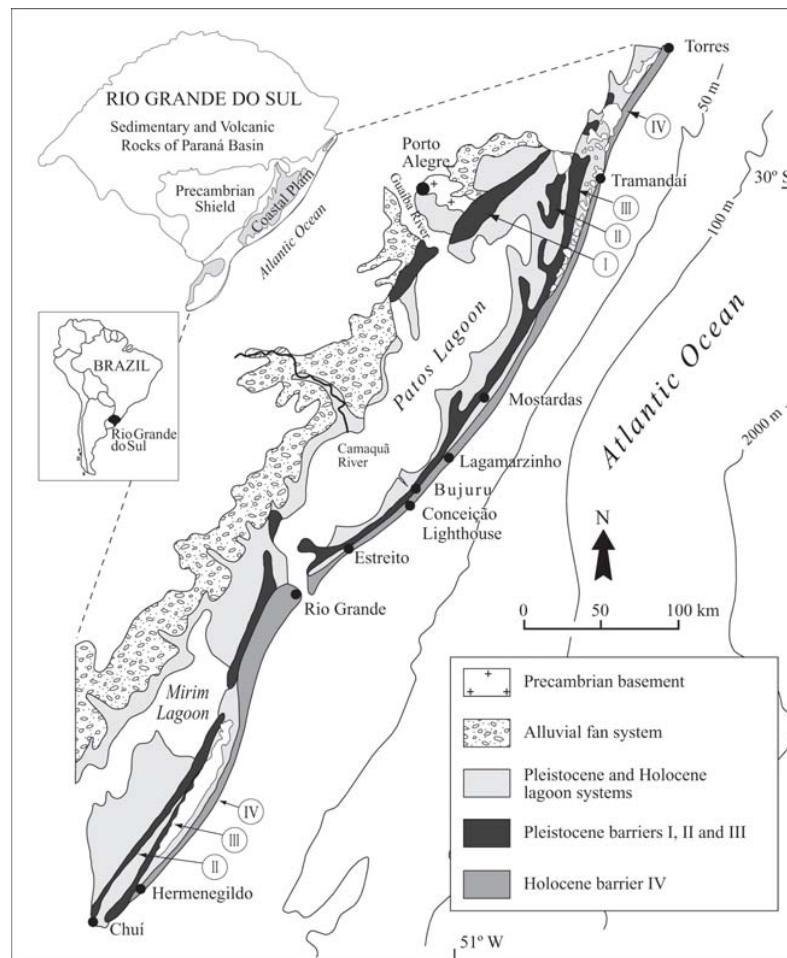 RIO GRANDE DO SUL
Sedimentary and Volcanic
Rocks of Paraná Basin
Precambrian
Shield
Coastal Plain
Atlantic Ocean
BRAZIL
Rio Grande
do Sul
Torres
50 m
IV
Porto
Alegre
Tramandaí
30º S
Guaíba River
III
II
I
100 m
Patos Lagoon
Atlantic Ocean
Mostardas
2000 m
Camaquã
River
Lagamarzinho
Bujuru
Conceição
Lighthouse
N
Estreito
Rio Grande
0 50 100 km
Mirim
Lagoon
IV
III
II
Hermenegildo
Chuí
51º W
Precambrian basement
Alluvial fan system
Pleistocene and Holocene
lagoon systems
Pleistocene barriers I, II and III
Holocene barrier IV